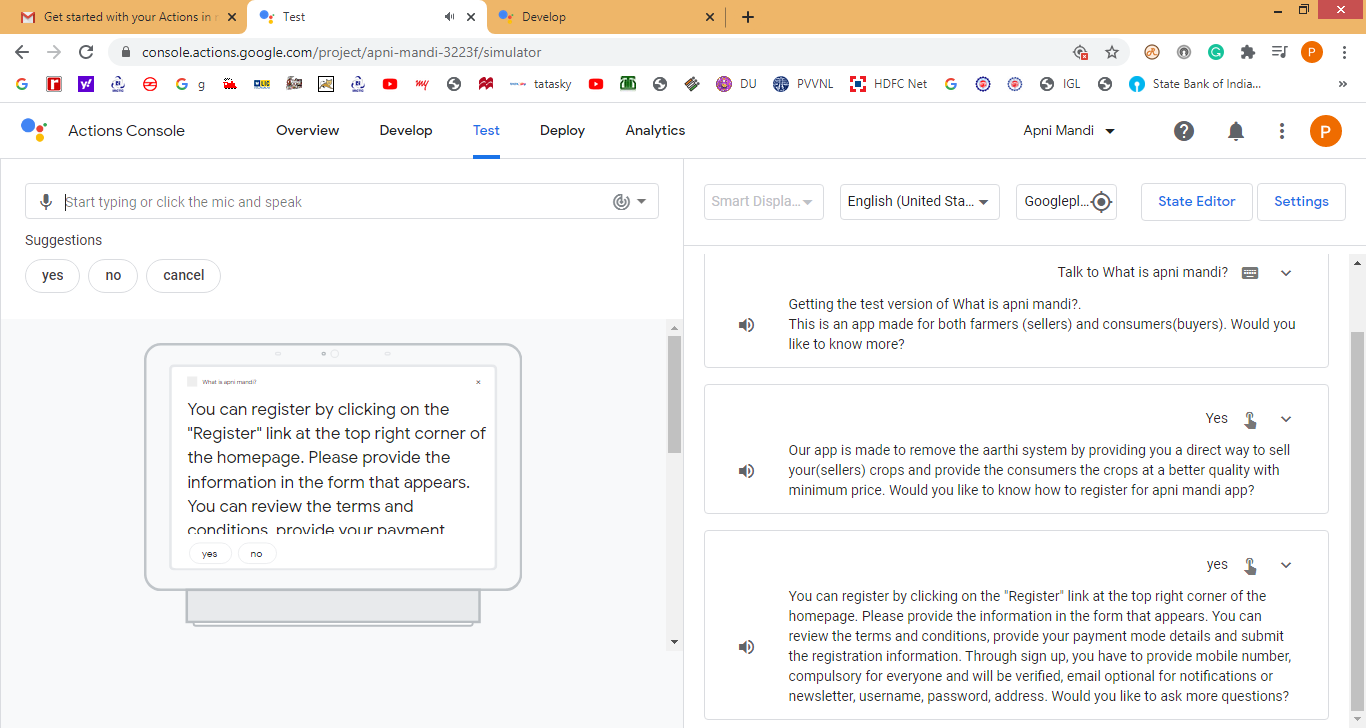 Get started with your Actions in
Test
Develop
console.actions.google.com/project/apni-mandi-3223f/simulator
P
g
my
tatasky
DU
PVVNL
HDFC Net
IGL
State Bank of India...
»
Actions Console
Overview
Develop
Test
Deploy
Analytics
Apni Mandi
P
Start typing or click the mic and speak
Suggestions
yes
no
cancel
What is apni mandi?
You can register by clicking on the
"Register" link at the top right corner of
the homepage. Please provide the
information in the form that appears.
You can review the terms and
conditions, provide your payment
yes
no
Smart Displa...
English (United Sta...
Googlepl...
State Editor
Settings
Talk to What is apni mandi?
Getting the test version of What is apni mandi?.
This is an app made for both farmers (sellers) and consumers(buyers). Would you
like to know more?
Yes
Our app is made to remove the aarthi system by providing you a direct way to sell
your(sellers) crops and provide the consumers the crops at a better quality with
minimum price. Would you like to know how to register for apni mandi app?
yes
You can register by clicking on the "Register" link at the top right corner of the
homepage. Please provide the information in the form that appears. You can
review the terms and conditions, provide your payment mode details and submit
the registration information. Through sign up, you have to provide mobile number,
compulsory for everyone and will be verified, email optional for notifications or
newsletter, username, password, address. Would you like to ask more questions?